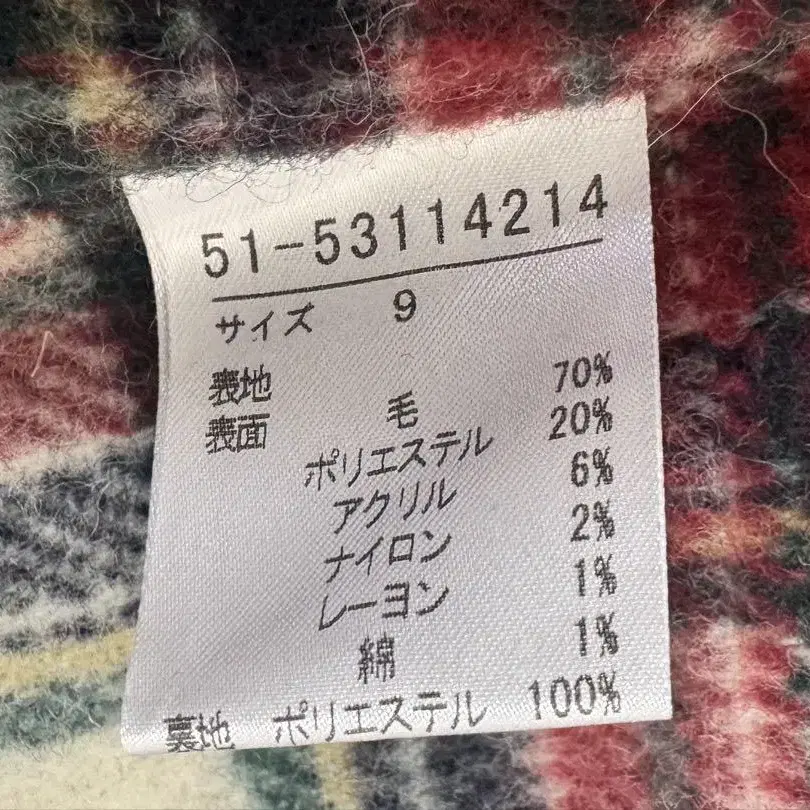 51-53114214
サイズ 9
表地
表面 毛 70%
ポリエステル 20%
アクリル 6%
ナイロン 2%
レーヨン 1%
綿 1%
裏地 ポリエステル 100%